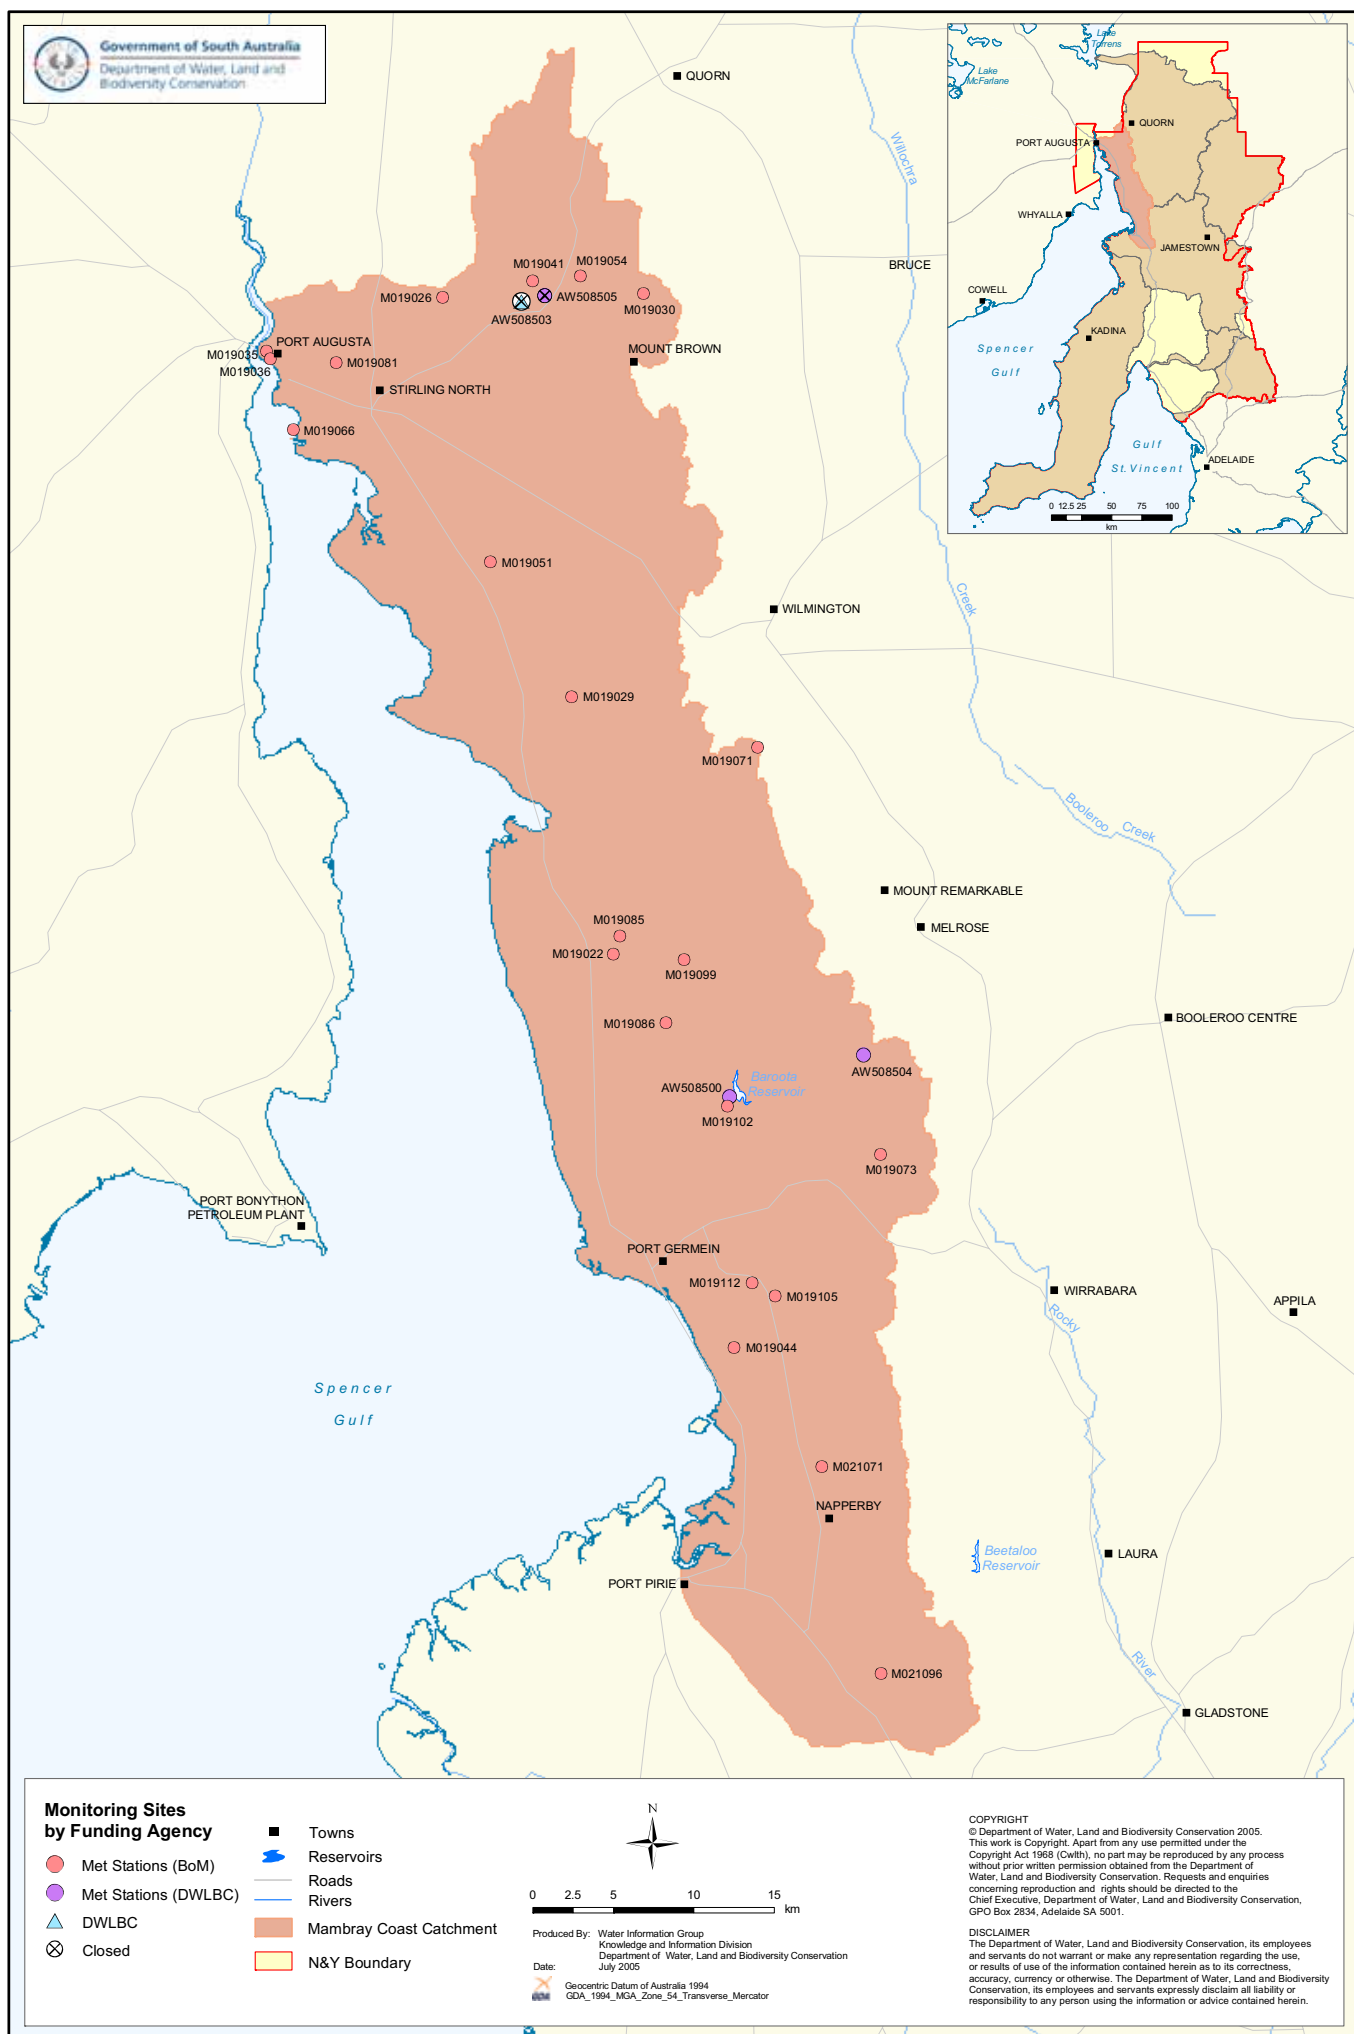 Government of South Australia
Department of Water, Land and
Biodiversity Conservation
QUORN
Willochra
BRUCE
M019041
M019054
M019026
AW508505
AW508503
M019030
PORT AUGUSTA
M019035
M019036
M019081
MOUNT BROWN
STIRLING NORTH
M019066
M019051
Creek
WILMINGTON
M019029
M019071
Booleroo
Creek
MOUNT REMARKABLE
M019085
MELROSE
M019022
M019099
M019086
BOOLEROO CENTRE
AW508504
Baroota
Reservoir
AW508500
M019102
M019073
PORT BONYTHON
PETROLEUM PLANT
PORT GERMEIN
M019112
M019105
WIRRABARA
APPILA
Rocky
M019044
Spencer
Gulf
M021071
NAPPERBY
Beetaloo
Reservoir
LAURA
PORT PIRIE
River
M021096
GLADSTONE
Lake
Torrens
Lake
McFarlane
QUORN
PORT AUGUSTA
WHYALLA
JAMESTOWN
COWELL
KADINA
Spencer
Gulf
Gulf
St.Vincent
ADELAIDE
0 12.5 25 50 75 100
km
Monitoring Sites
by Funding Agency
Met Stations (BoM)
Met Stations (DWLBC)
DWLBC
Closed
Towns
Reservoirs
Roads
Rivers
Mambray Coast Catchment
N&Y Boundary
N
0 2.5 5 10 15
km
Produced By: Water Information Group
Knowledge and Information Division
Department of Water, Land and Biodiversity Conservation
Date: July 2005
GDA
Geocentric Datum of Australia 1994
GDA_1994_MGA_Zone_54_Transverse_Mercator
COPYRIGHT
© Department of Water, Land and Biodiversity Conservation 2005.
This work is Copyright. Apart from any use permitted under the
Copyright Act 1968 (Cwlth), no part may be reproduced by any process
without prior written permission obtained from the Department of
Water, Land and Biodiversity Conservation. Requests and enquiries
concerning reproduction and rights should be directed to the
Chief Executive, Department of Water, Land and Biodiversity Conservation,
GPO Box 2834, Adelaide SA 5001.
DISCLAIMER
The Department of Water, Land and Biodiversity Conservation, its employees
and servants do not warrant or make any representation regarding the use,
or results of use of the information contained herein as to its correctness,
accuracy, currency or otherwise. The Department of Water, Land and Biodiversity
Conservation, its employees and servants expressly disclaim all liability or
responsibility to any person using the information or advice contained herein.